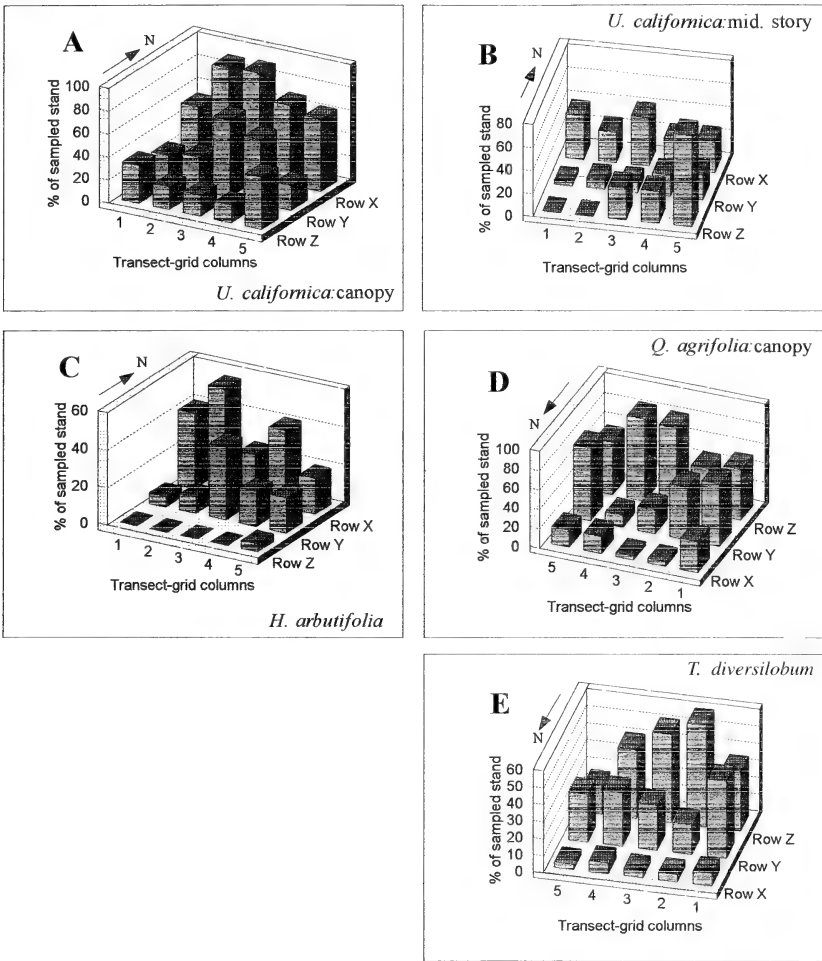 A
N
% of sampled stand
100
80
60
40
20
0
1 2 3 4 5
Row X
Row Y
Row Z
Transect-grid columns
U. californica:canopy
U. californica:mid. story
B
N
% of sampled stand
80
60
40
20
0
1 2 3 4 5
Row X
Row Y
Row Z
Transect-grid columns
C
N
% of sampled stand
60
40
20
0
1 2 3 4 5
Row X
Row Y
Row Z
Transect-grid columns
H. arbutifolia
Q. agrifolia:canopy
D
N
% of sampled stand
100
80
60
40
20
0
5 4 3 2 1
Row Z
Row Y
Row X
Transect-grid columns
T. diversilobum
E
N
% of sampled stand
60
50
40
30
20
10
0
5 4 3 2 1
Row Z
Row Y
Row X
Transect-grid columns